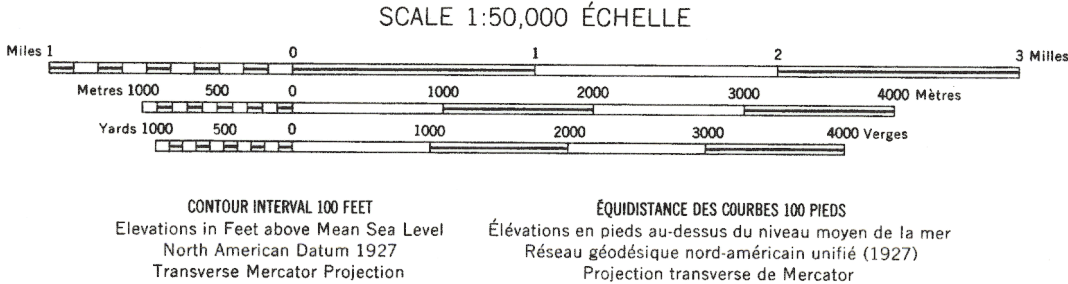 SCALE 1:50,000 ÉCHELLE
Miles 1 0 1 2 3 Milles
Metres 1000 500 0 1000 2000 3000 4000 Mètres
Yards 1000 500 0 1000 2000 3000 4000 Verges
CONTOUR INTERVAL 100 FEET
Elevations in Feet above Mean Sea Level
North American Datum 1927
Transverse Mercator Projection
ÉQUIDISTANCE DES COURBES 100 PIEDS
Élévations en pieds au-dessus du niveau moyen de la mer
Réseau géodésique nord-américain unifié (1927)
Projection transverse de Mercator